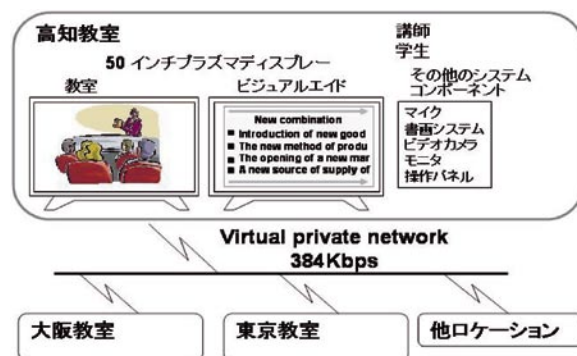 高知教室
50 インチプラズマディスプレー
教室
ビジュアルエイド
New combination
■ Introduction of new good
■ The new method of produ
■ The opening of a new mar
■ A new source of supply of
講師
学生
その他のシステム
コンポーネント
マイク
書画システム
ビデオカメラ
モニタ
操作パネル
Virtual private network
384Kbps
大阪教室
東京教室
他ロケーション